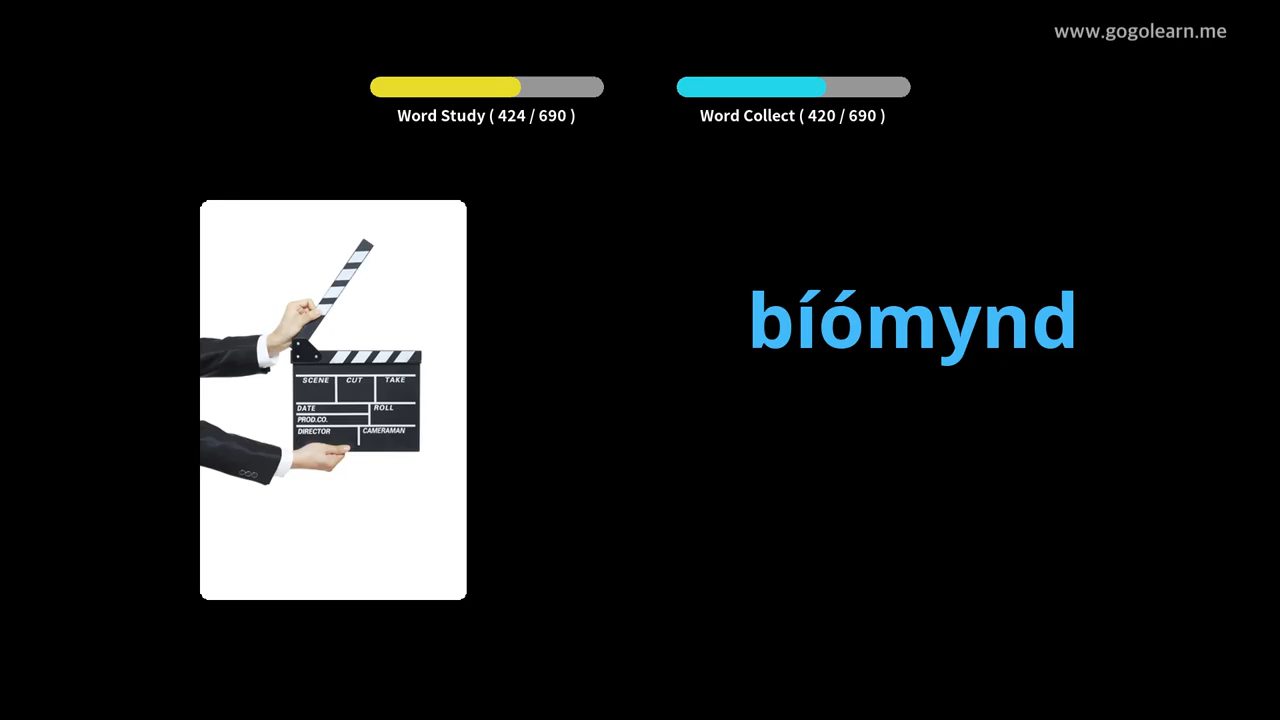 www.gogolearn.me
Word Study ( 424 / 690 )
Word Collect ( 420 / 690 )
bíómynd
SCENE CUT TAKE
DATE ROLL
PROD.CO.
DIRECTOR CAMERAMAN